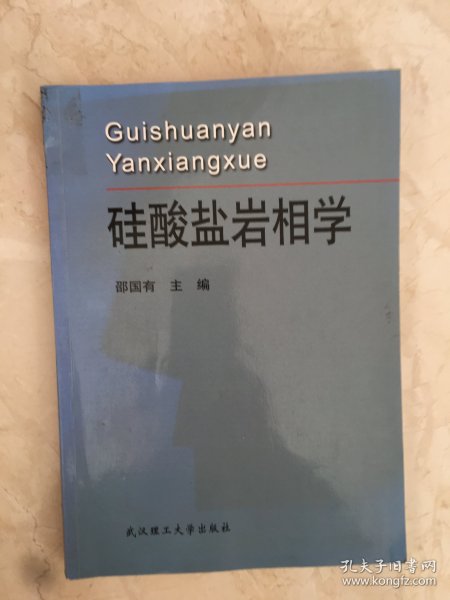 Guishuanyan
Yanxiangxue
硅酸盐岩相学
邵国有 主 编
武汉理工大学出版社
孔夫子旧书网
www.kongfz.com